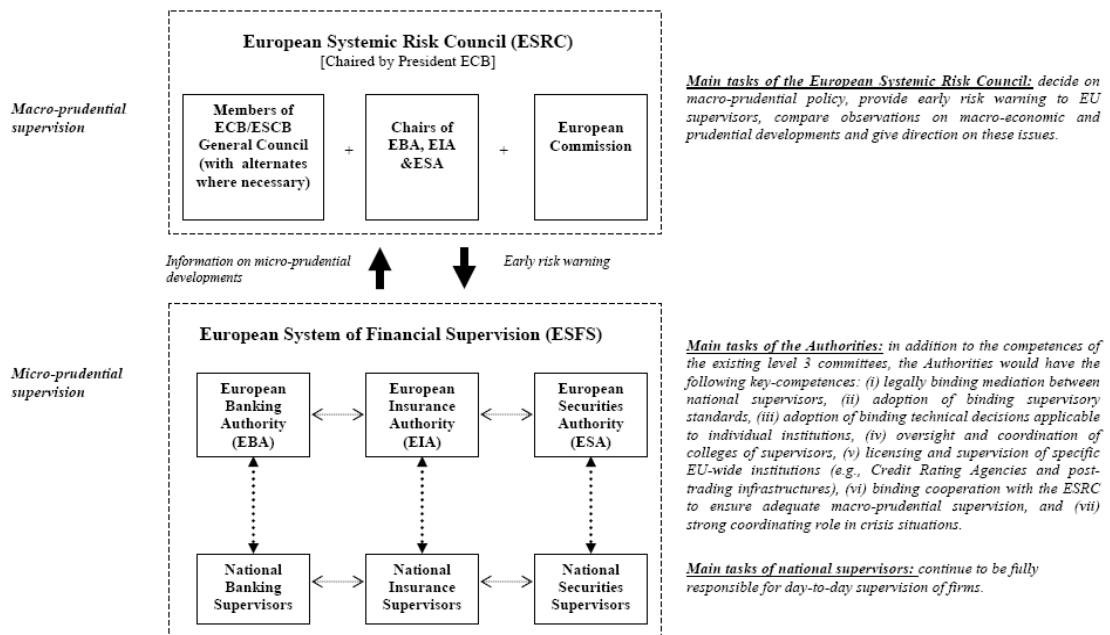 European Systemic Risk Council (ESRC)
[Chaired by President ECB]
Macro-prudential
supervision
Members of
ECB/ESCB
General Council
(with alternates
where necessary)
+
Chairs of
EBA, EIA
&ESA
+
European
Commission
Main tasks of the European Systemic Risk Council: decide on
macro-prudential policy, provide early risk warning to EU
supervisors, compare observations on macro-economic and
prudential developments and give direction on these issues.
Information on micro-prudential
developments
Early risk warning
European System of Financial Supervision (ESFS)
Micro-prudential
supervision
European
Banking
Authority
(EBA)
European
Insurance
Authority
(EIA)
European
Securities
Authority
(ESA)
National
Banking
Supervisors
National
Insurance
Supervisors
National
Securities
Supervisors
Main tasks of the Authorities: in addition to the competences of
the existing level 3 committees, the Authorities would have the
following key-competences: (i) legally binding mediation between
national supervisors, (ii) adoption of binding supervisory
standards, (iii) adoption of binding technical decisions applicable
to individual institutions, (iv) oversight and coordination of
colleges of supervisors, (v) licensing and supervision of specific
EU-wide institutions (e.g., Credit Rating Agencies and post-
trading infrastructures), (vi) binding cooperation with the ESRC
to ensure adequate macro-prudential supervision, and (vii)
strong coordinating role in crisis situations.
Main tasks of national supervisors: continue to be fully
responsible for day-to-day supervision of firms.